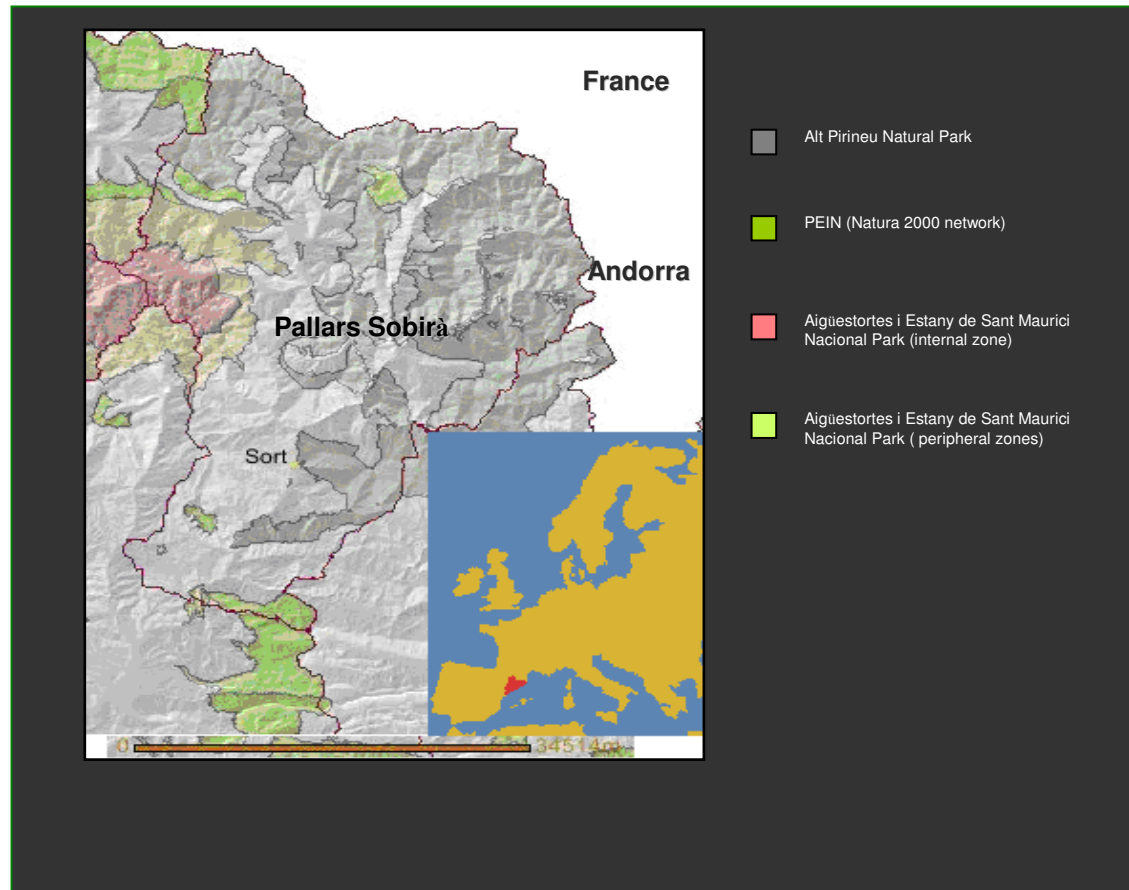 France
Andorra
Pallars Sobirà
Sort
0 34514m
Alt Pirineu Natural Park
PEIN (Natura 2000 network)
Aigüestortes i Estany de Sant Maurici
Nacional Park (internal zone)
Aigüestortes i Estany de Sant Maurici
Nacional Park ( peripheral zones)